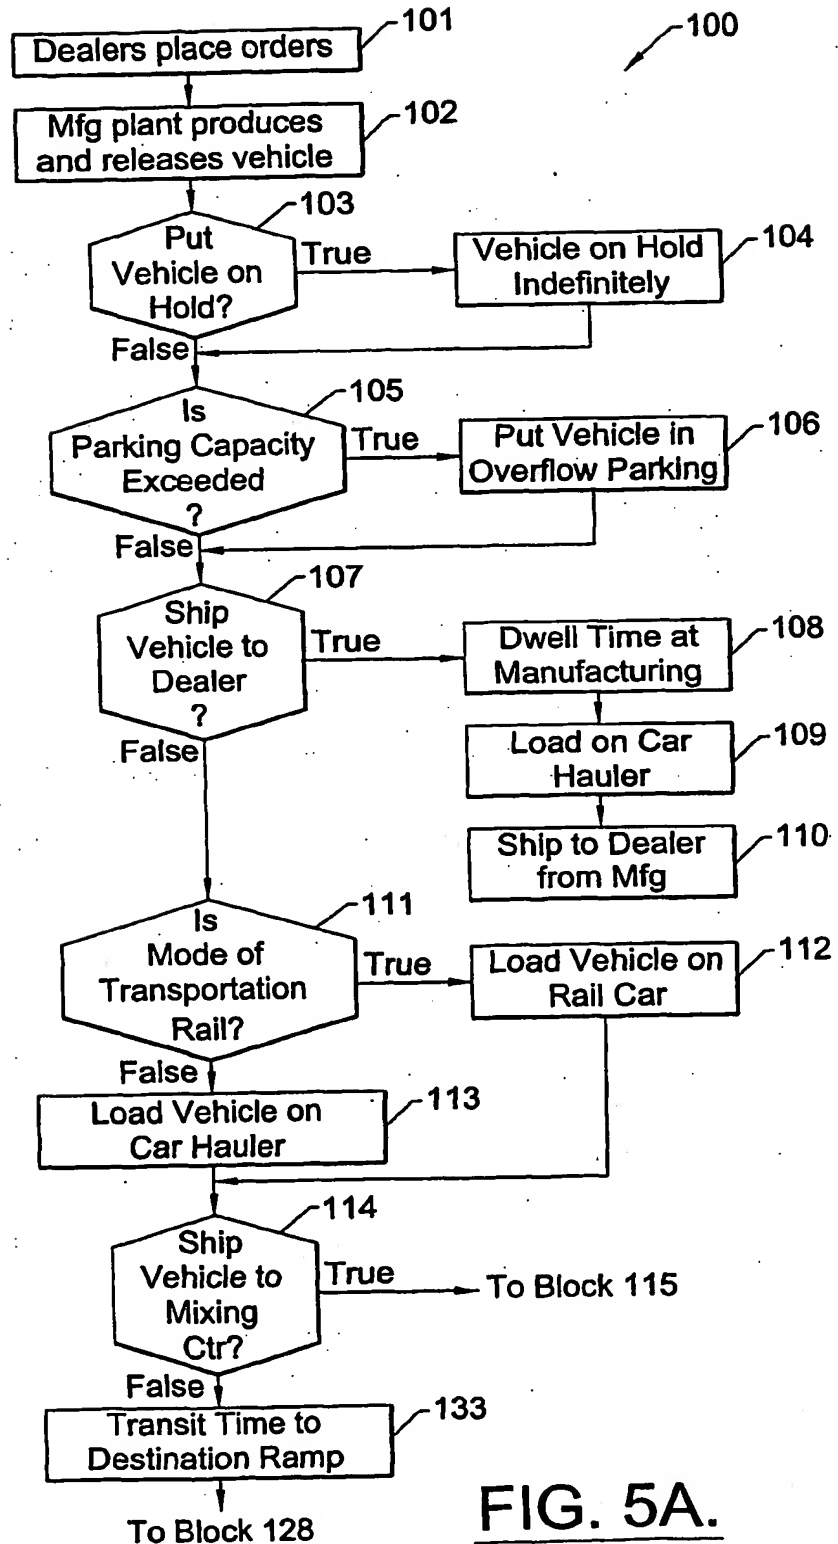 101
Dealers place orders
100
102
Mfg plant produces
and releases vehicle
103
Put
Vehicle on
Hold?
True
Vehicle on Hold
Indefinitely
104
False
105
Is
Parking Capacity
Exceeded
?
True
Put Vehicle in
Overflow Parking
106
False
107
Ship
Vehicle to
Dealer
?
True
Dwell Time at
Manufacturing
108
False
Load on Car
Hauler
109
Ship to Dealer
from Mfg
110
111
Is
Mode of
Transportation
Rail?
True
Load Vehicle on
Rail Car
112
False
Load Vehicle on
Car Hauler
113
114
Ship
Vehicle to
Mixing
Ctr?
True
To Block 115
False
Transit Time to
Destination Ramp
133
To Block 128
FIG. 5A.